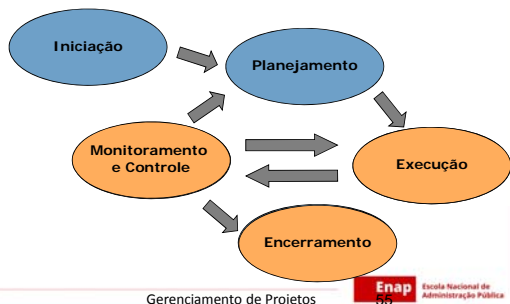 Iniciação
Planejamento
Monitoramento
e Controle
Execução
Encerramento
Gerenciamento de Projetos
55
Enap
Escola Nacional de
Administração Pública